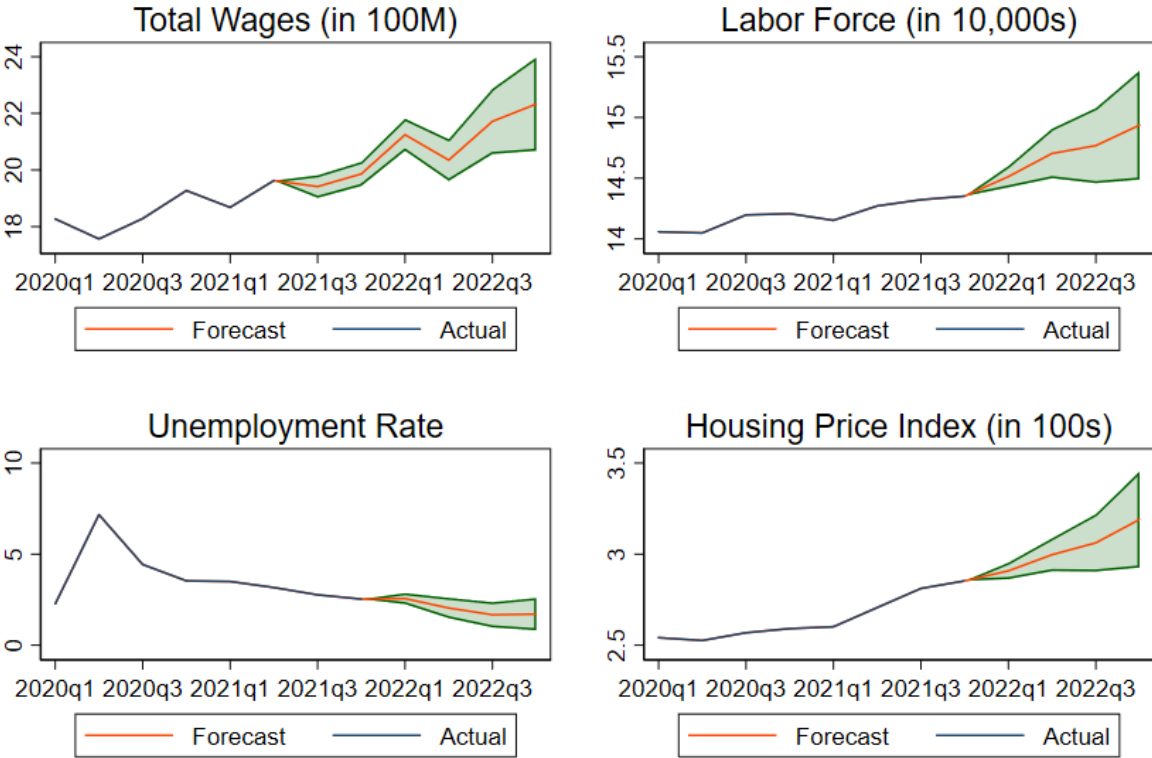 Total Wages (in 100M)
24
22
20
18
2020q1 2020q3 2021q1 2021q3 2022q1 2022q3
Forecast Actual
Labor Force (in 10,000s)
15.5
15
14.5
14
2020q1 2020q3 2021q1 2021q3 2022q1 2022q3
Forecast Actual
Unemployment Rate
10
5
0
2020q1 2020q3 2021q1 2021q3 2022q1 2022q3
Forecast Actual
Housing Price Index (in 100s)
3.5
3
2.5
2020q1 2020q3 2021q1 2021q3 2022q1 2022q3
Forecast Actual